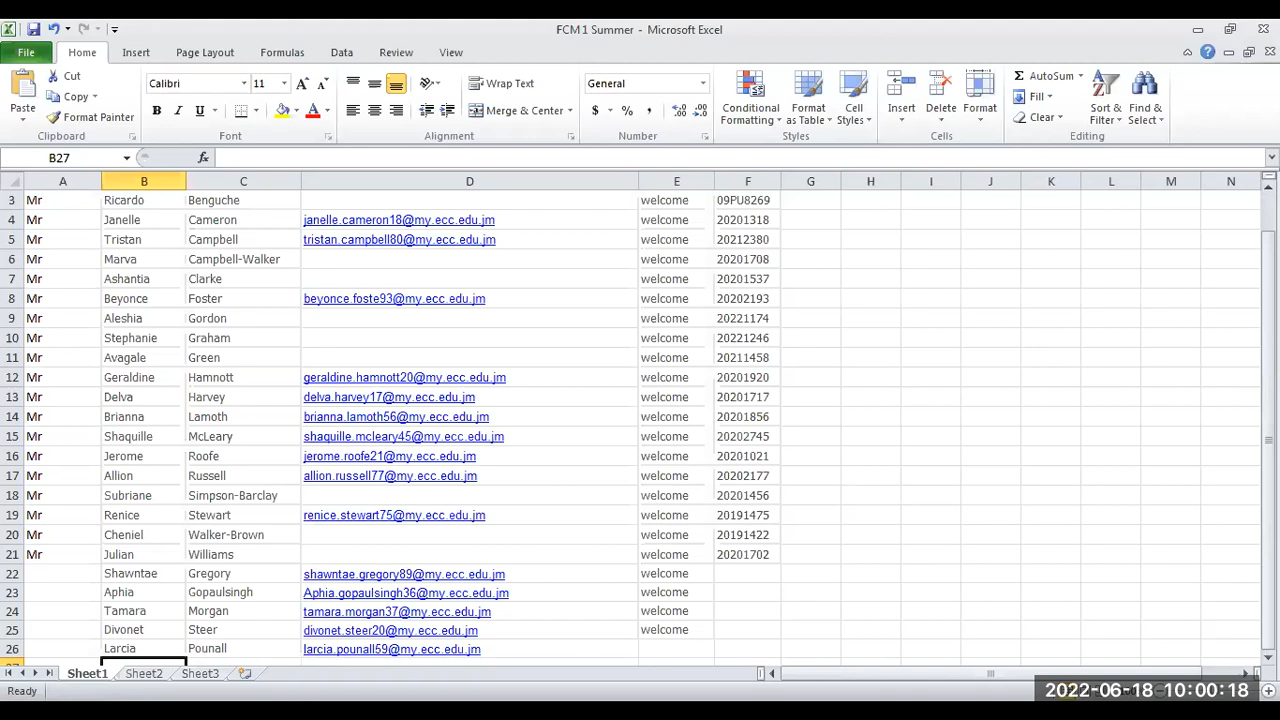 FCM1 Summer - Microsoft Excel
File Home Insert Page Layout Formulas Data Review View
Cut
Copy
Format Painter
Paste
Clipboard
Calibri 11
B I U
Font
Wrap Text
Merge & Center
Alignment
General
$ % ,
Number
Conditional Formatting
Format as Table
Cell Styles
Styles
Insert Delete Format
Cells
AutoSum
Fill
Clear
Sort & Filter
Find & Select
Editing
B27 fx
A B C D E F G H I J K L M N
3 Mr Ricardo Benguche welcome 09PU8269
4 Mr Janelle Cameron janelle.cameron18@my.ecc.edu.jm welcome 20201318
5 Mr Tristan Campbell tristan.campbell80@my.ecc.edu.jm welcome 20212380
6 Mr Marva Campbell-Walker welcome 20201708
7 Mr Ashantia Clarke welcome 20201537
8 Mr Beyonce Foster beyonce.foste93@my.ecc.edu.jm welcome 20202193
9 Mr Aleshia Gordon welcome 20221174
10 Mr Stephanie Graham welcome 20221246
11 Mr Avagale Green welcome 20211458
12 Mr Geraldine Hamnott geraldine.hamnott20@my.ecc.edu.jm welcome 20201920
13 Mr Delva Harvey delva.harvey17@my.ecc.edu.jm welcome 20201717
14 Mr Brianna Lamoth brianna.lamoth56@my.ecc.edu.jm welcome 20201856
15 Mr Shaquille McLeary shaquille.mcleary45@my.ecc.edu.jm welcome 20202745
16 Mr Jerome Roofe jerome.roofe21@my.ecc.edu.jm welcome 20201021
17 Mr Allion Russell allion.russell77@my.ecc.edu.jm welcome 20202177
18 Mr Subriane Simpson-Barclay welcome 20201456
19 Mr Renice Stewart renice.stewart75@my.ecc.edu.jm welcome 20191475
20 Mr Cheniel Walker-Brown welcome 20191422
21 Mr Julian Williams welcome 20201702
22 Shawntae Gregory shawntae.gregory89@my.ecc.edu.jm welcome
23 Aphia Gopaulsingh Aphia.gopaulsingh36@my.ecc.edu.jm welcome
24 Tamara Morgan tamara.morgan37@my.ecc.edu.jm welcome
25 Divonet Steer divonet.steer20@my.ecc.edu.jm welcome
26 Larcia Pounall larcia.pounall59@my.ecc.edu.jm
Sheet1 Sheet2 Sheet3
Ready
2022-06-18 10:00:18